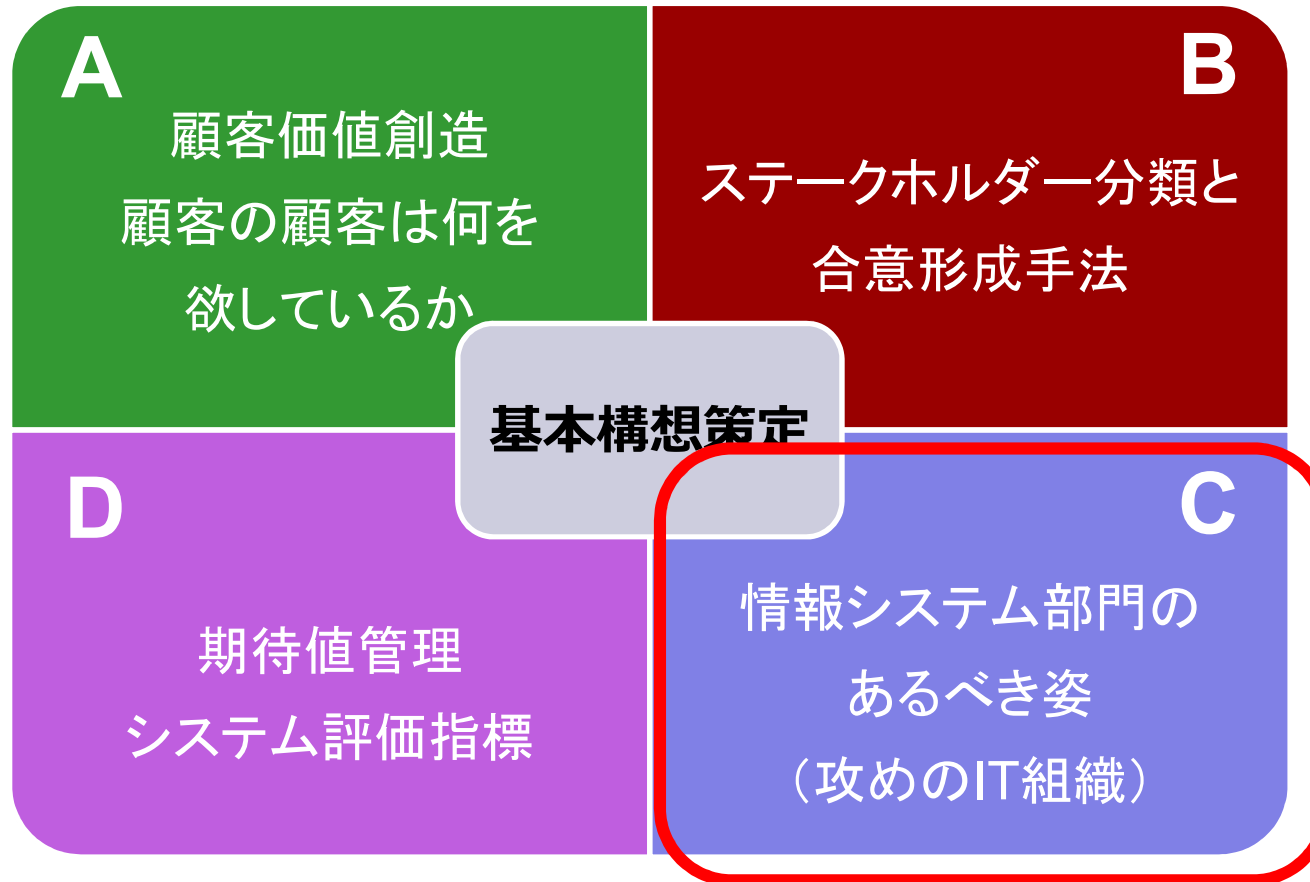 A
顧客価値創造
顧客の顧客は何を
欲しているか
B
ステークホルダー分類と
合意形成手法
基本構想策定
D
期待値管理
システム評価指標
C
情報システム部門の
あるべき姿
（攻めのIT組織）